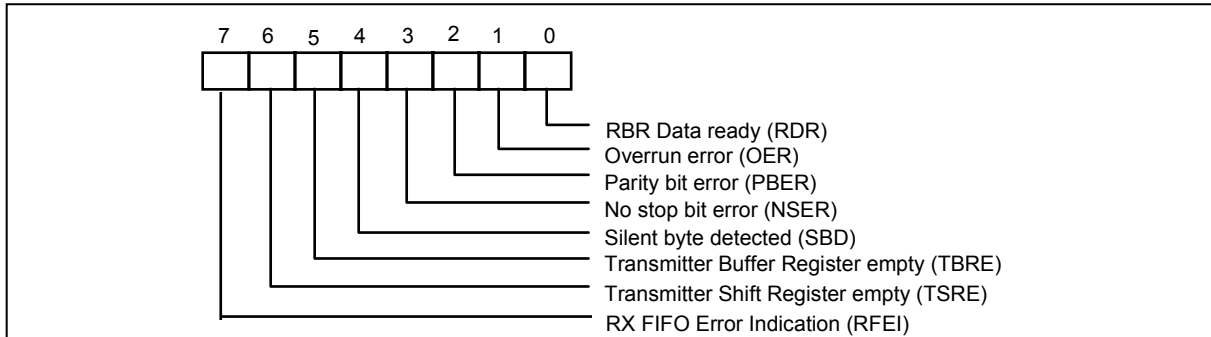 7 6 5 4 3 2 1 0
RBR Data ready (RDR)
Overrun error (OER)
Parity bit error (PBER)
No stop bit error (NSER)
Silent byte detected (SBD)
Transmitter Buffer Register empty (TBRE)
Transmitter Shift Register empty (TSRE)
RX FIFO Error Indication (RFEI)